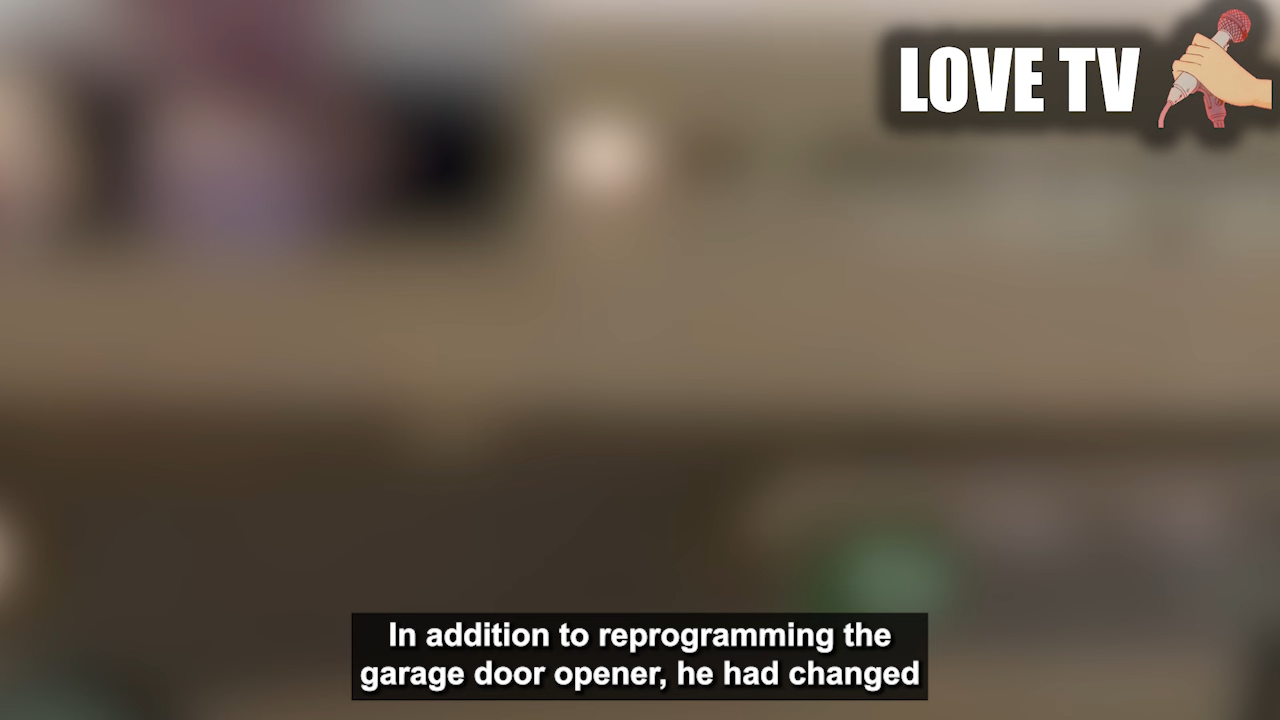 LOVE TV
In addition to reprogramming the
garage door opener, he had changed